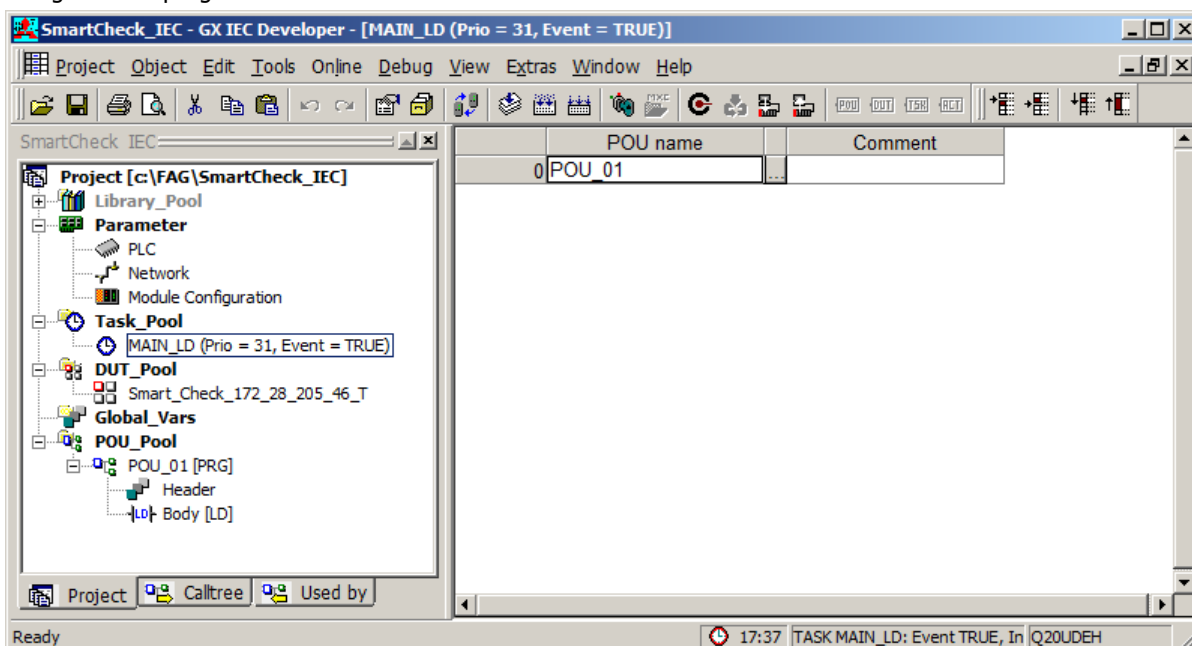 SmartCheck_IEC - GX IEC Developer - [MAIN_LD (Prio = 31, Event = TRUE)]
Project Object Edit Tools Online Debug View Extras Window Help
MXC
POU OUT TSK ACT
SmartCheck IEC
POU name Comment
0 POU_01 ...
Project [c:\FAG\SmartCheck_IEC]
Library_Pool
Parameter
PLC
Network
Module Configuration
Task_Pool
MAIN_LD (Prio = 31, Event = TRUE)
DUT_Pool
Smart_Check_172_28_205_46_T
Global_Vars
POU_Pool
POU_01 [PRG]
Header
LD Body [LD]
Project Calltree Used by
Ready 17:37 TASK MAIN_LD: Event TRUE, In Q20UDEH